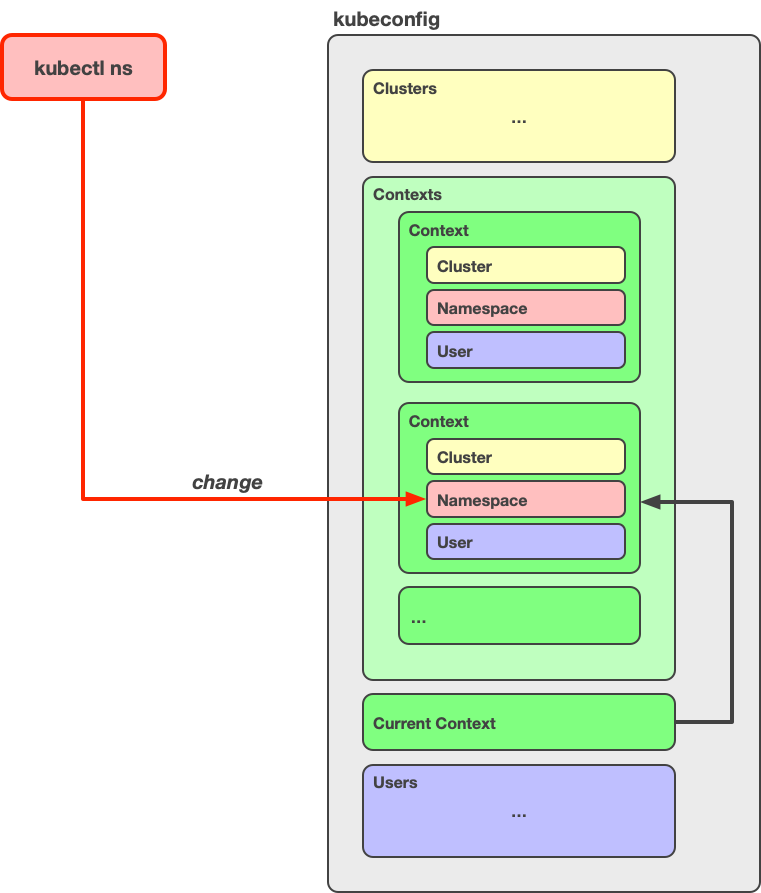 kubeconfig
kubectl ns
Clusters
...
Contexts
Context
Cluster
Namespace
User
Context
Cluster
change
Namespace
User
...
Current Context
Users
...